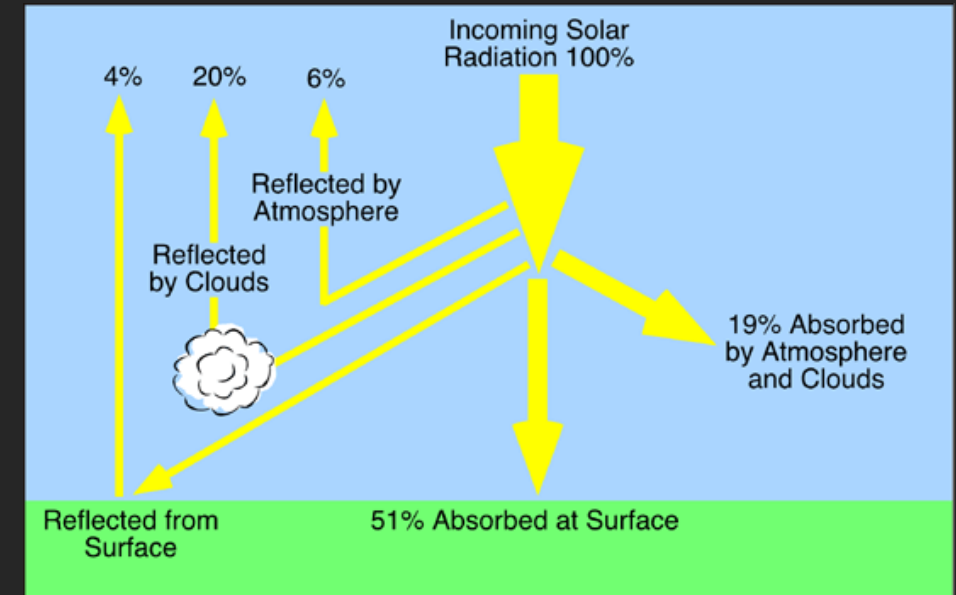 Incoming Solar
Radiation 100%
4%
20%
6%
Reflected by
Atmosphere
Reflected
by Clouds
19% Absorbed
by Atmosphere
and Clouds
Reflected from
Surface
51% Absorbed at Surface